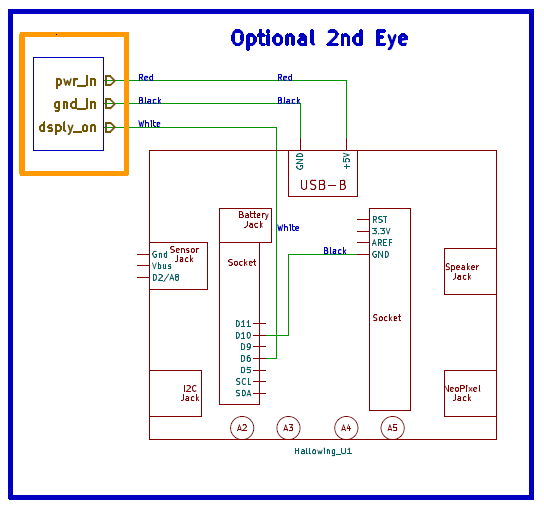 Optional 2nd Eye
pwr_in
Red
Red
gnd_in
Black
Black
dsply_on
White
GND
+5V
USB-B
Battery
Jack
White
RST
3.3V
AREF
GND
Black
Sensor
Jack
Gnd
Vbus
D2/A8
Socket
Speaker
Jack
Socket
D11
D10
D9
D6
D5
SCL
SDA
I2C
Jack
NeoPixel
Jack
A2
A3
A4
A5
Hallowing_U1